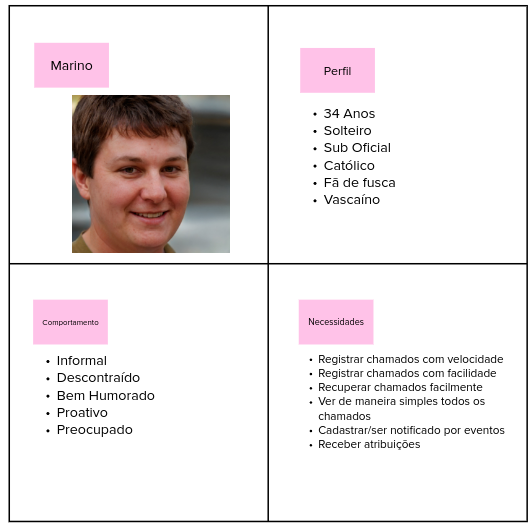 Marino
Perfil
• 34 Anos
• Solteiro
• Sub Oficial
• Católico
• Fã de fusca
• Vascaíno
Comportamento
• Informal
• Descontraído
• Bem Humorado
• Proativo
• Preocupado
Necessidades
• Registrar chamados com velocidade
• Registrar chamados com facilidade
• Recuperar chamados facilmente
• Ver de maneira simples todos os
chamados
• Cadastrar/ser notificado por eventos
• Receber atribuições